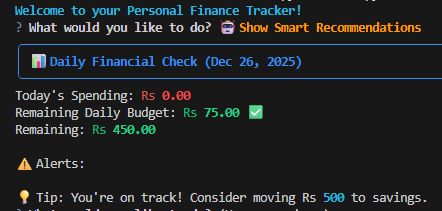 Welcome to your Personal Finance Tracker!
? What would you like to do? 🤖 Show Smart Recommendations
📊 Daily Financial Check (Dec 26, 2025)
Today's Spending: Rs 0.00
Remaining Daily Budget: Rs 75.00 ✅
Remaining: Rs 450.00
⚠️ Alerts:
💡 Tip: You're on track! Consider moving Rs 500 to savings.